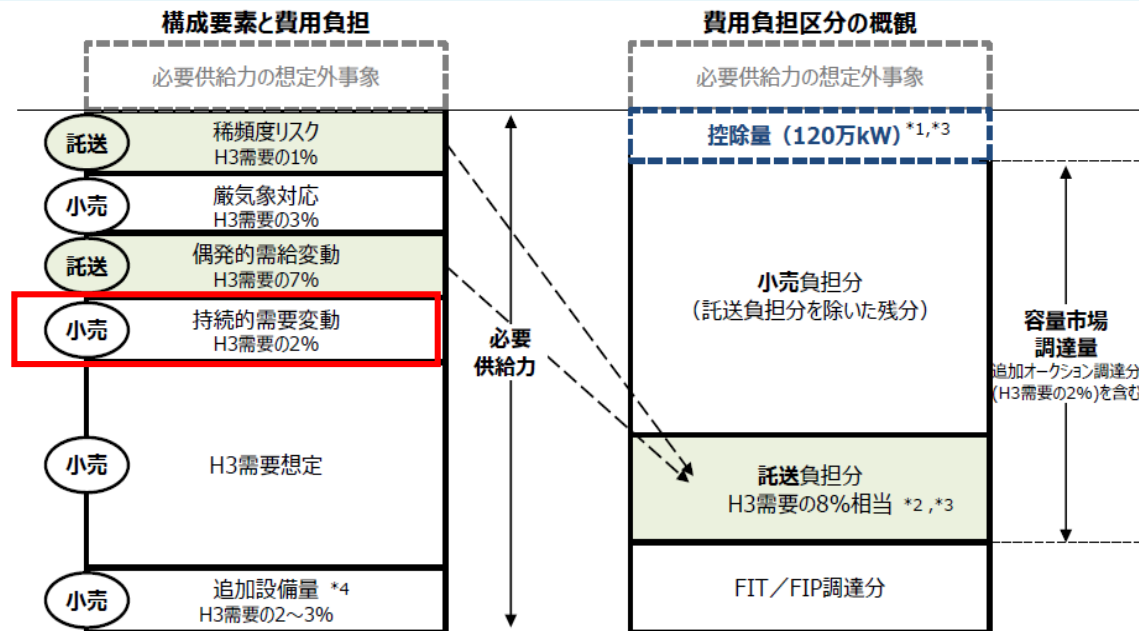 構成要素と費用負担
必要供給力の想定外事象
託送
稀頻度リスク
H3需要の1%
小売
厳気象対応
H3需要の3%
託送
偶発的需給変動
H3需要の7%
小売
持続的需要変動
H3需要の2%
小売
H3需要想定
小売
追加設備量 *4
H3需要の2~3%
必要
供給力
費用負担区分の概観
必要供給力の想定外事象
控除量(120万kW)*1,*3
小売負担分
(託送負担分を除いた残分)
託送負担分
H3需要の8%相当 *2 ,*3
FIT/FIP調達分
容量市場
調達量
追加オークション調達分
(H3需要の2%)を含む